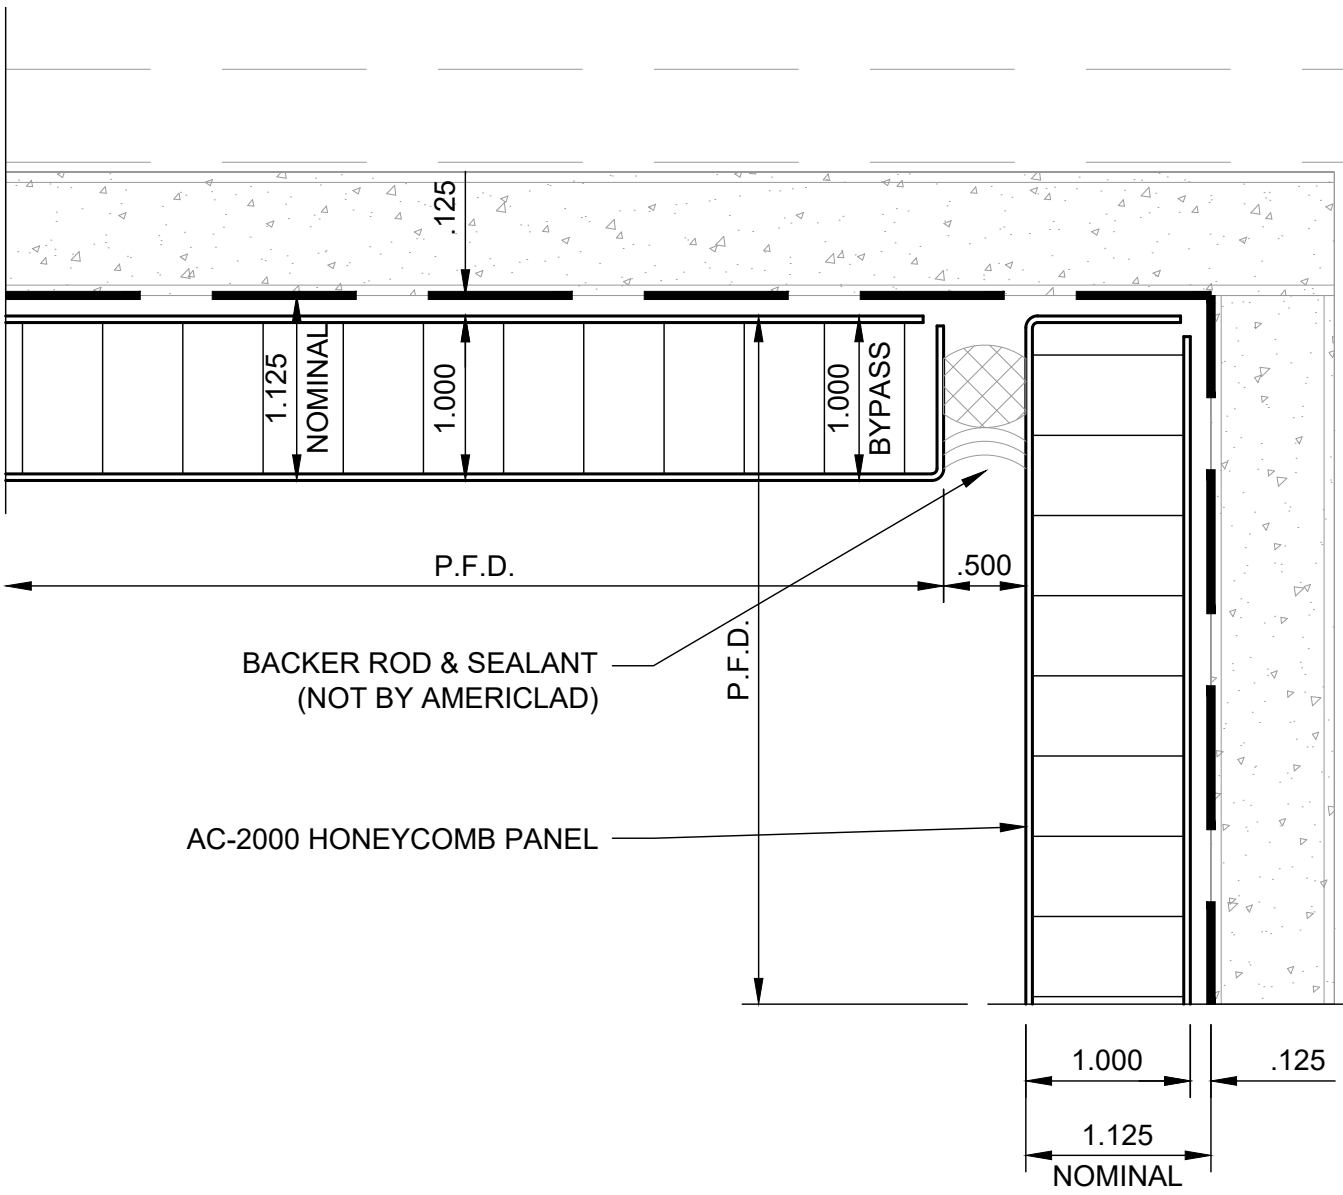 .125
1.125
NOMINAL
1.000
1.000
BYPASS
P.F.D.
.500
P.F.D.
BACKER ROD & SEALANT
(NOT BY AMERICLAD)
AC-2000 HONEYCOMB PANEL
1.000
.125
1.125
NOMINAL